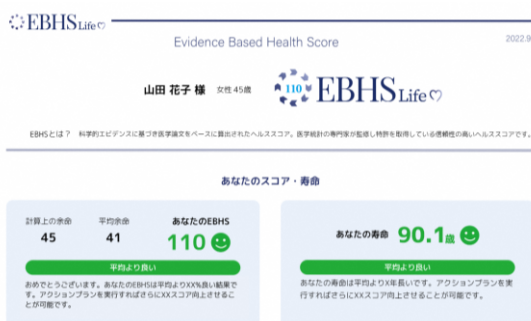 EBHS Life
Evidence Based Health Score
2022.9
山田 花子 様 女性 45歳
110
EBHS Life
EBHSとは? 科学的エビデンスに基づき医学論文をベースに算出されたヘルススコア。医学統計の専門家が監修し特許を取得している信頼性の高いヘルススコアです。
あなたのスコア・寿命
計算上の余命 平均余命 あなたのEBHS
45 41 110
平均より良い
おめでとうございます。あなたのEBHSは平均よりXX%良い結果で
す。アクションプランを実行すればさらにXXスコア向上させるこ
とが可能です。
あなたの寿命 90.1歳
平均より良い
あなたの寿命は平均よりX年長いです。アクションプランを実
行すればさらにXXスコア向上させることが可能です。